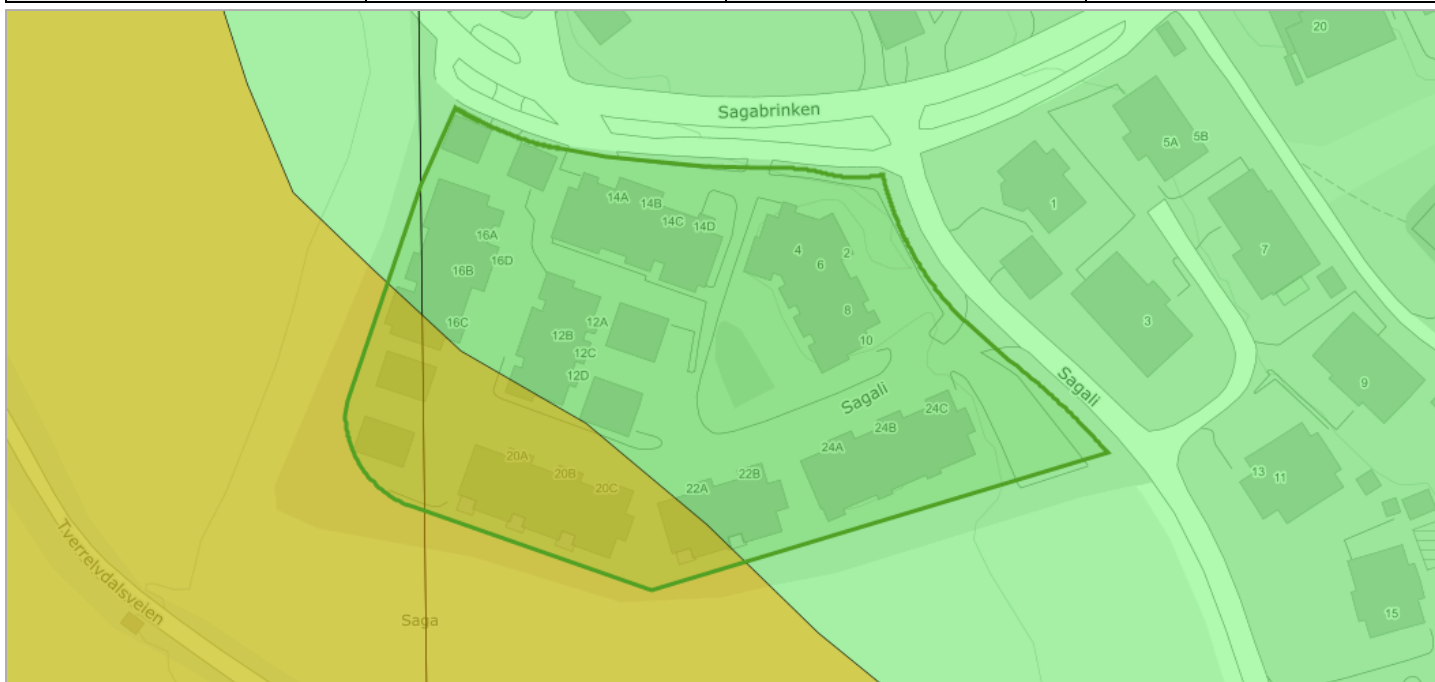 20
Sagabrinken
5A
5B
14A
14B
14C
14D
1
16A
16D
16B
4
6
2
7
16C
12A
12B
12C
12D
8
10
3
Sagali
Sagali
9
24C
24B
24A
20A
20B
20C
22A
22B
13
11
Tverrelvdalsveien
Saga
15